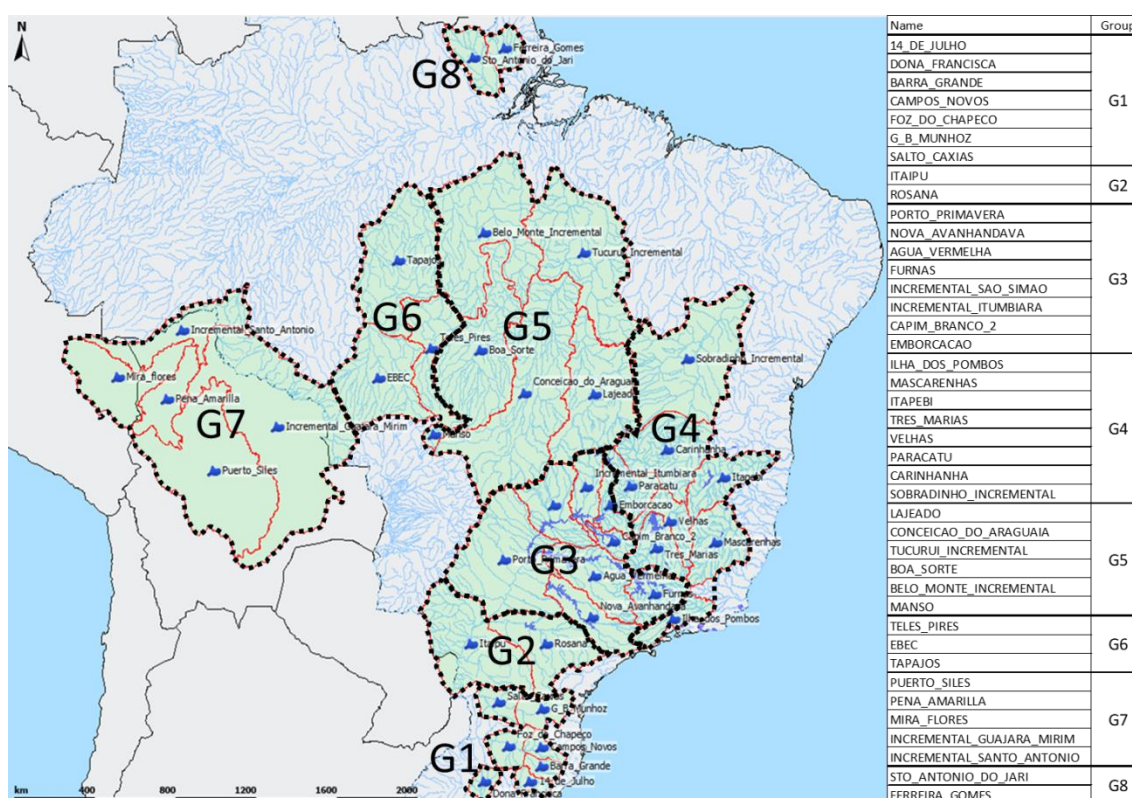 N
Ferreira_Gomes
Sto_Antonio_do_Jari
G8
Belo_Monte_Incremental
Tucurui_Incremental
Tapajos
G6
G5
Incremental_Santo_Antonio
Teles_Pires
Boa_Sorte
Sobradinho_Incremental
Mira_flores
EBEC
Conceicao_do_Aragua
Lajeado
Pena_Amarilla
G7
Incremental_Guajara_Mirim
Manso
G4
Carinhanha
Puerto_Siles
Incremental_Itumbiara
Itapebi
Paracatu
Emborcacao
Velhas
Capim_Branco_2
Mascarenhas
Tres_Marias
G3
Porto_Primavera
Agua_Vermelha
Furnas
Nova_Avanhandava
Ilha_dos_Pombos
G2
Itaipu
Rosana
Salto_Caxias
G_B_Munhoz
Foz_do_Chapeco
Campos_Novos
G1
Barra_Grande
14_de_Julho
Dona_Francisca
km 400 800 1200 1600 2000
Name Group
14_DE_JULHO
DONA_FRANCISCA
BARRA_GRANDE
CAMPOS_NOVOS G1
FOZ_DO_CHAPECO
G_B_MUNHOZ
SALTO_CAXIAS
ITAIPU G2
ROSANA
PORTO_PRIMAVERA
NOVA_AVANHANDAVA
AGUA_VERMELHA
FURNAS G3
INCREMENTAL_SAO_SIMAO
INCREMENTAL_ITUMBIARA
CAPIM_BRANCO_2
EMBORCACAO
ILHA_DOS_POMBOS
MASCARENHAS
ITAPEBI
TRES_MARIAS G4
VELHAS
PARACATU
CARINHANHA
SOBRADINHO_INCREMENTAL
LAJEADO
CONCEICAO_DO_ARAGUAIA
TUCURUI_INCREMENTAL G5
BOA_SORTE
BELO_MONTE_INCREMENTAL
MANSO
TELES_PIRES
EBEC G6
TAPAJOS
PUERTO_SILES
PENA_AMARILLA
MIRA_FLORES G7
INCREMENTAL_GUAJARA_MIRIM
INCREMENTAL_SANTO_ANTONIO
STO_ANTONIO_DO_JARI G8
FERREIRA_GOMES